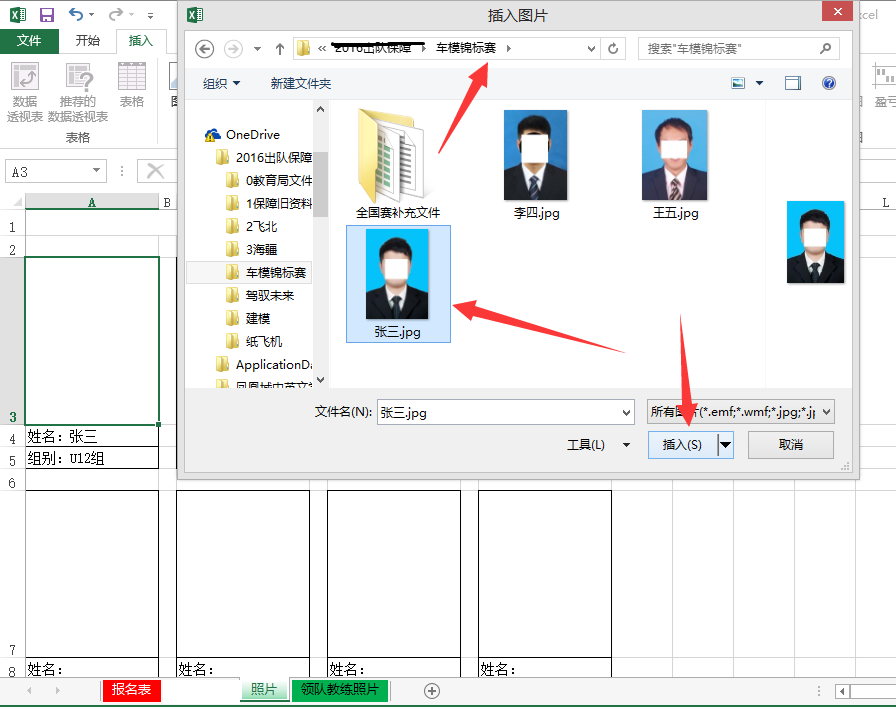 插入图片
cel
文件
开始
插入
2016出队保障
车模锦标赛
搜索"车模锦标赛"
组织
新建文件夹
数据
透视表
推荐的
数据透视表
表格
表格
盈亏
A3
A
B
L
OneDrive
2016出队保障
0教育局文件
1保障旧资料
2飞北
3海疆
车模锦标赛
驾驭未来
建模
纸飞机
ApplicationDa
全国赛补充文件
李四.jpg
王五.jpg
张三.jpg
文件名(N):
张三.jpg
所有图片(*.emf;*.wmf;*.jpg;*.jp
工具(L)
插入(S)
取消
1
2
3
4
姓名：张三
5
组别：U12组
6
7
8
姓名：
姓名：
姓名：
姓名：
报名表
照片
领队教练照片